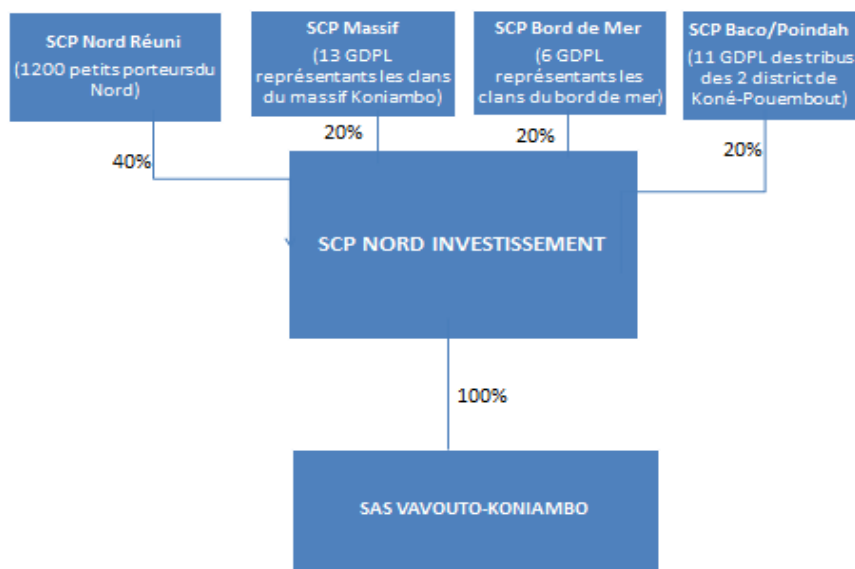 SCP Nord Réuni
(1200 petits porteursdu
Nord)
SCP Massif
(13 GDPL
représentants les clans
du massif Koniambo)
SCP Bord de Mer
(6 GDPL
représentants les
clans du bord de mer)
SCP Baco/Poindah
(11 GDPL des tribus
des 2 district de
Koné-Pouembout)
40%
20%
20%
20%
SCP NORD INVESTISSEMENT
100%
SAS VAVOUTO-KONIAMBO